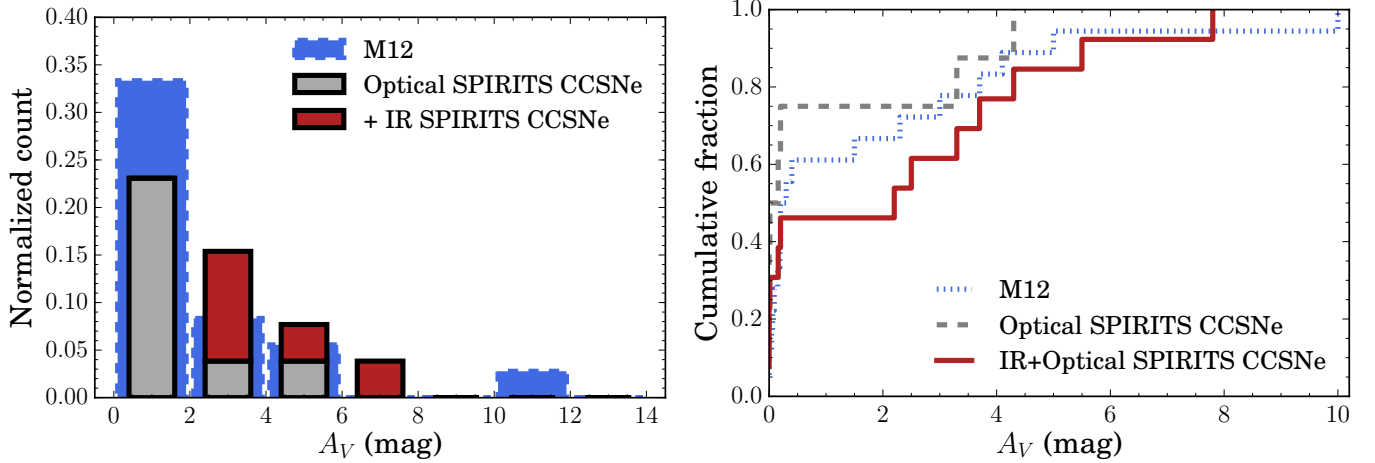 Normalized count
0.40
0.35
0.30
0.25
0.20
0.15
0.10
0.05
0.00
M12
Optical SPIRITS CCSNe
+ IR SPIRITS CCSNe
0 2 4 6 8 10 12 14
A_V (mag)
Cumulative fraction
1.0
0.8
0.6
0.4
0.2
0.0
M12
Optical SPIRITS CCSNe
IR+Optical SPIRITS CCSNe
0 2 4 6 8 10
A_V (mag)